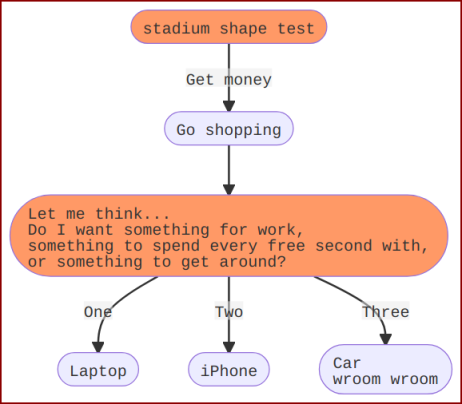 stadium shape test
Get money
Go shopping
Let me think...
Do I want something for work,
something to spend every free second with,
or something to get around?
One
Two
Three
Laptop
iPhone
Car
wroom wroom